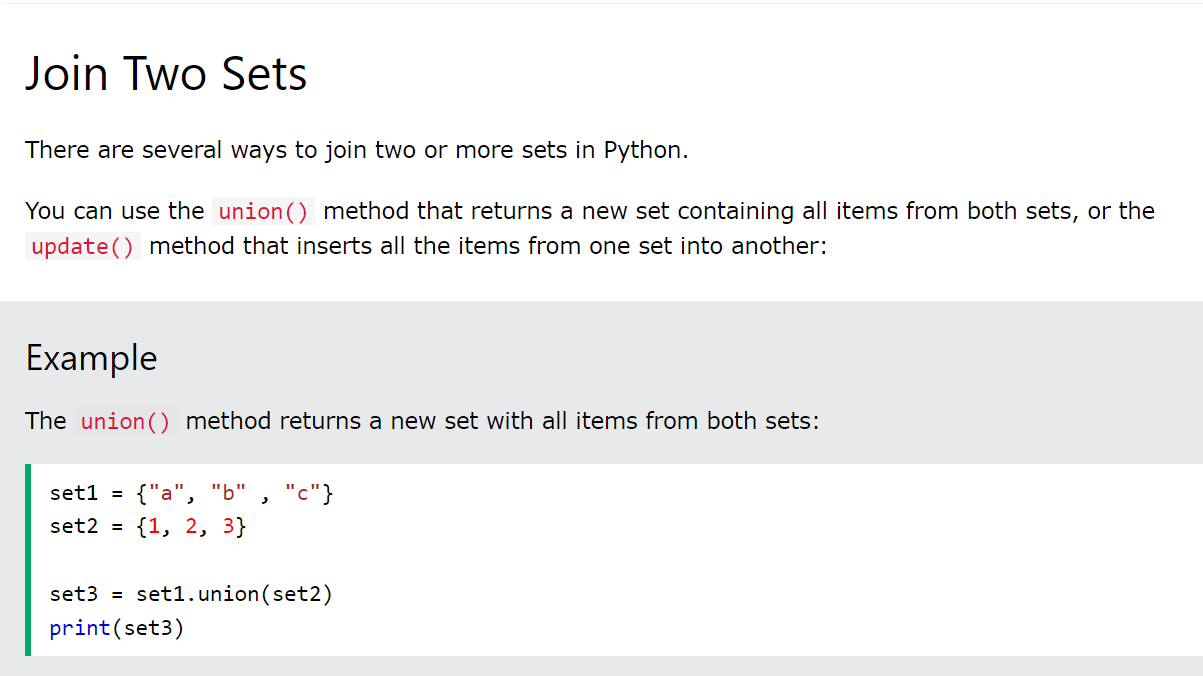 Join Two Sets
There are several ways to join two or more sets in Python.
You can use the union() method that returns a new set containing all items from both sets, or the
update() method that inserts all the items from one set into another:
Example
The union() method returns a new set with all items from both sets:
set1 = {"a", "b" , "c"}
set2 = {1, 2, 3}
set3 = set1.union(set2)
print(set3)